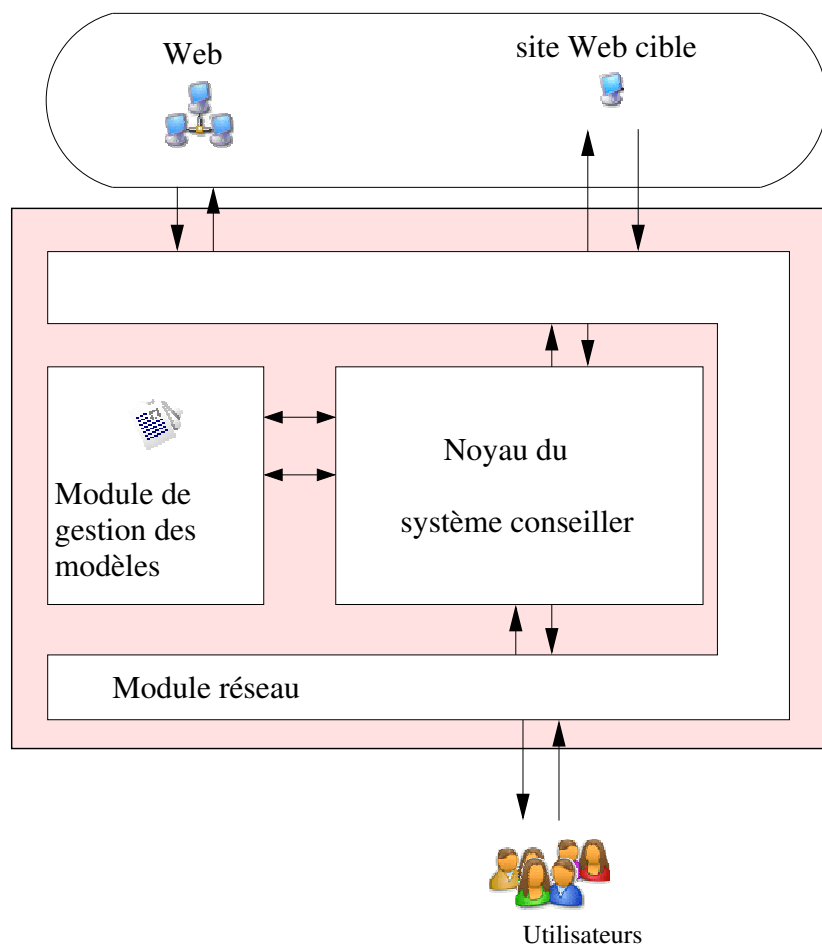 Web
site Web cible
Noyau du
système conseiller
Module de
gestion des
modèles
Module réseau
Utilisateurs